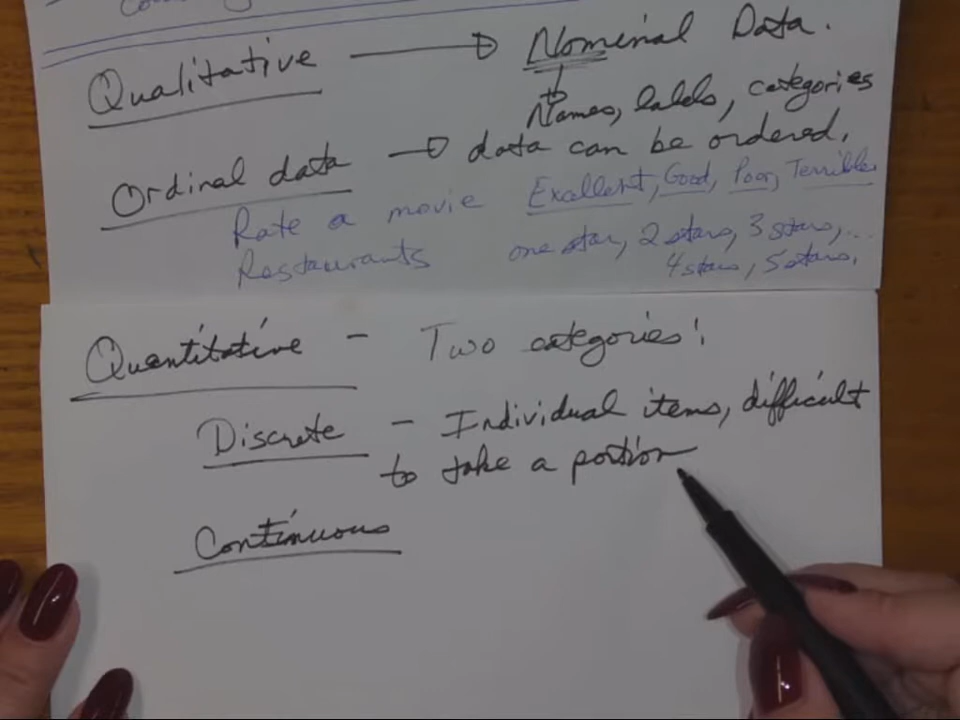 Qualitative → Nominal Data.
Names, labels, categories
Ordinal data → data can be ordered.
Rate a movie Excellent, Good, Poor, Terrible
Restaurants one star, 2 stars, 3 stars, ...
4 stars, 5 stars.
Quantitative - Two categories:
Discrete - Individual items, difficult
to take a portion
Continuous